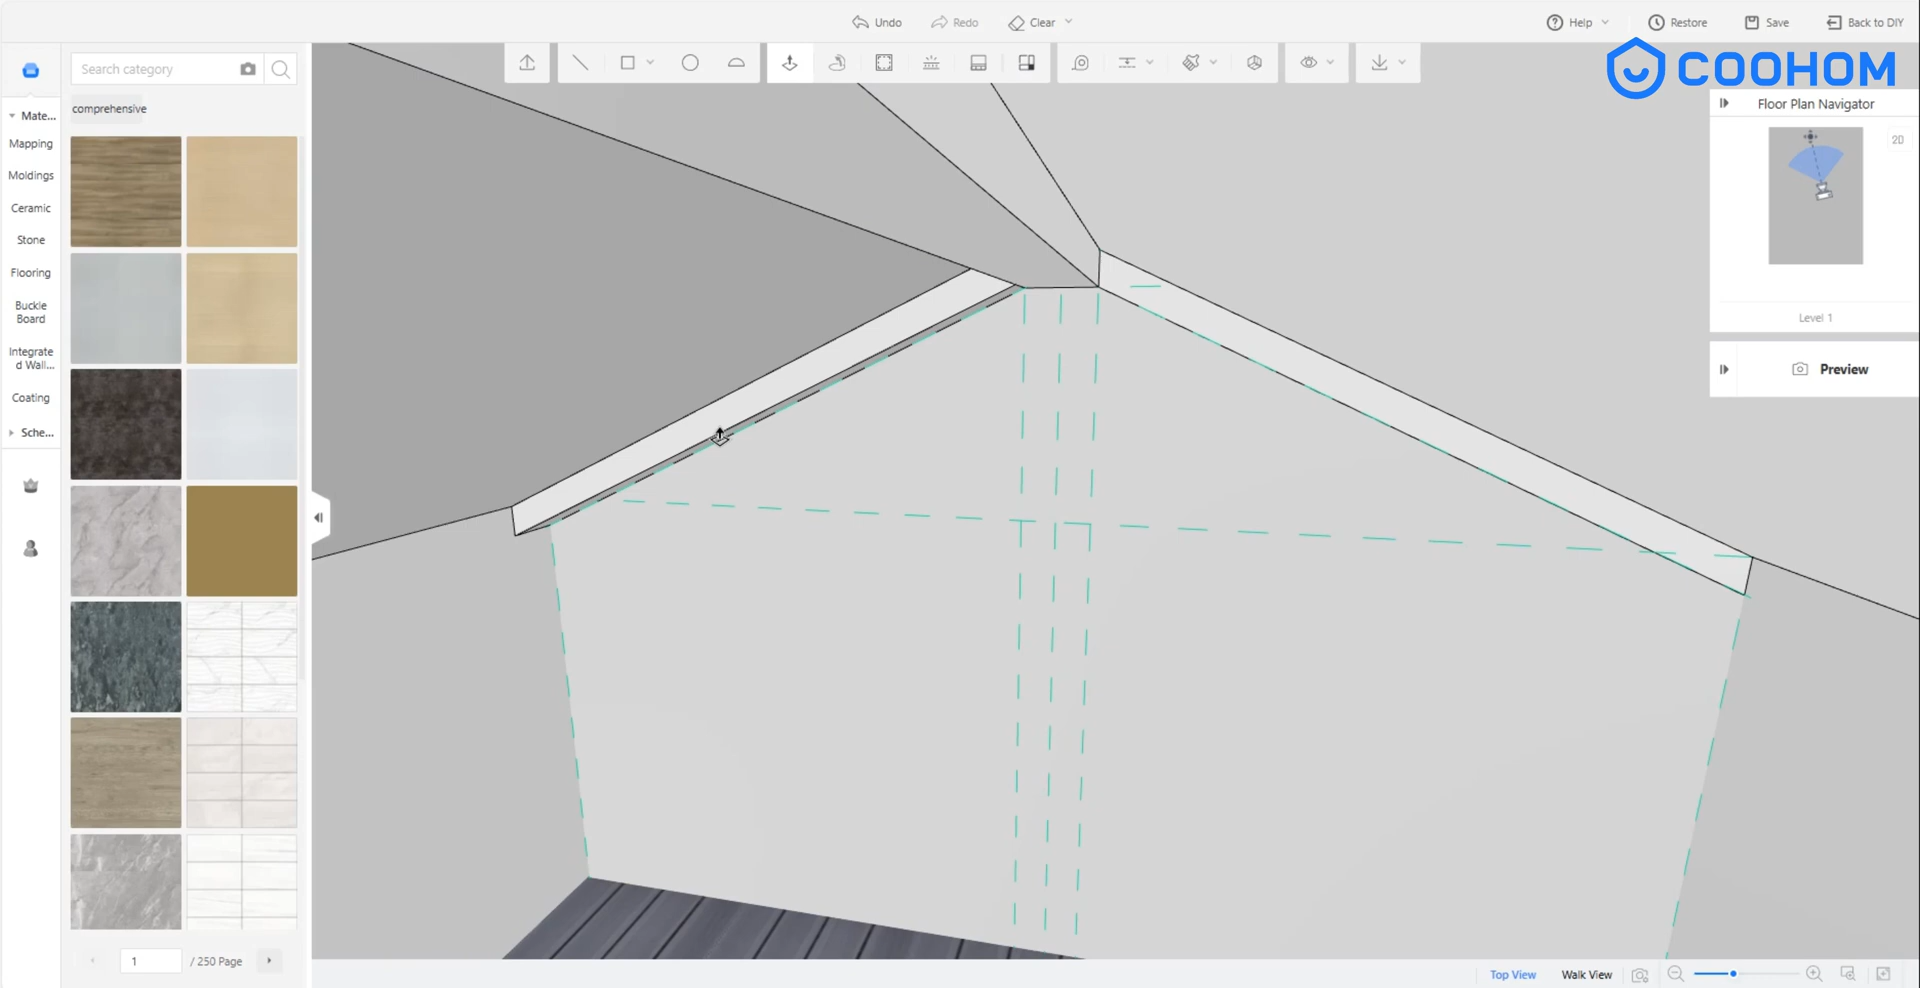 Undo
Redo
Clear
Help
Restore
Save
Back to DIY
COOHOM
Search category
comprehensive
Mate...
Mapping
Moldings
Ceramic
Stone
Flooring
Buckle
Board
Integrate
d Wall...
Coating
Sche...
Floor Plan Navigator
2D
Level 1
Preview
1
/ 250 Page
Top View
Walk View